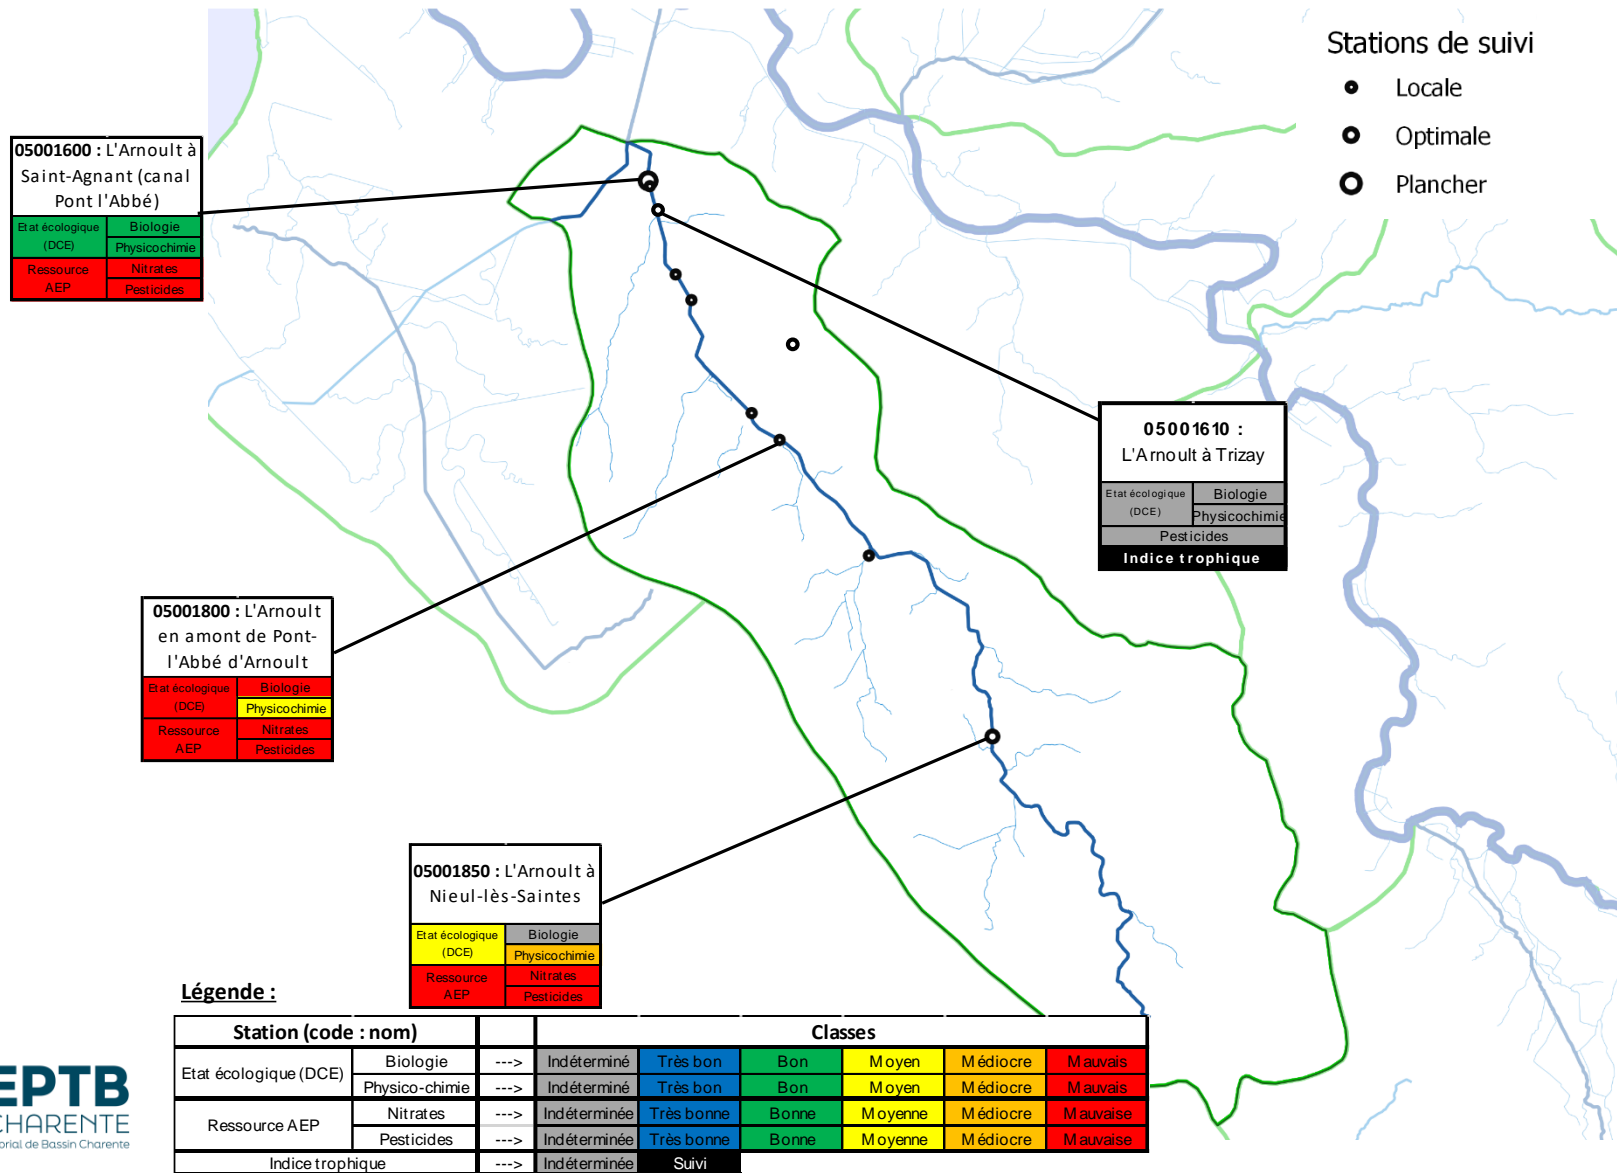 Stations de suivi
Locale
Optimale
Plancher
05001600 : L'Arnoult à
Saint-Agnant (canal
Pont l'Abbé)
Etat écologique
(DCE)
Biologie
Physicochimie
Ressource
AEP
Nitrates
Pesticides
05001610 :
L'Arnoult à Trizay
Etat écologique
(DCE)
Biologie
Physicochimie
Pesticides
Indice trophique
05001800 : L'Arnoult
en amont de Pont-
l'Abbé d'Arnoult
Etat écologique
(DCE)
Biologie
Physicochimie
Ressource
AEP
Nitrates
Pesticides
05001850 : L'Arnoult à
Nieul-lès-Saintes
Etat écologique
(DCE)
Biologie
Physicochimie
Ressource
AEP
Nitrates
Pesticides
Légende :
Station (code : nom) Classes
Etat écologique (DCE)
Biologie ---> Indéterminé Très bon Bon Moyen Médiocre Mauvais
Physico-chimie ---> Indéterminé Très bon Bon Moyen Médiocre Mauvais
Ressource AEP
Nitrates ---> Indéterminée Très bonne Bonne Moyenne Médiocre Mauvaise
Pesticides ---> Indéterminée Très bonne Bonne Moyenne Médiocre Mauvaise
Indice trophique ---> Indéterminée Suivi
EPTB
CHARENTE
orial de Bassin Charente